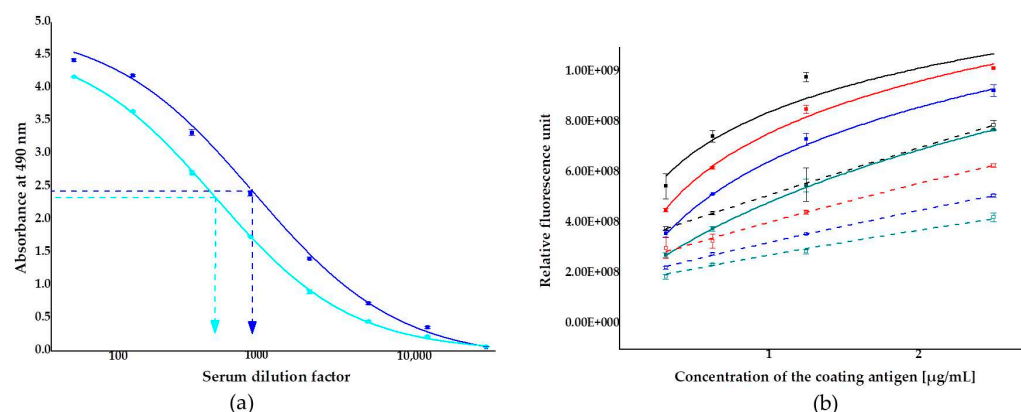 5.0
4.5
4.0
3.5
3.0
2.5
2.0
1.5
1.0
0.5
0.0
Absorbance at 490 nm
100
1000
10,000
Serum dilution factor
(a)
1.00E+009
8.00E+008
6.00E+008
4.00E+008
2.00E+008
0.00E+000
Relative fluorescence unit
1
2
Concentration of the coating antigen [µg/mL]
(b)